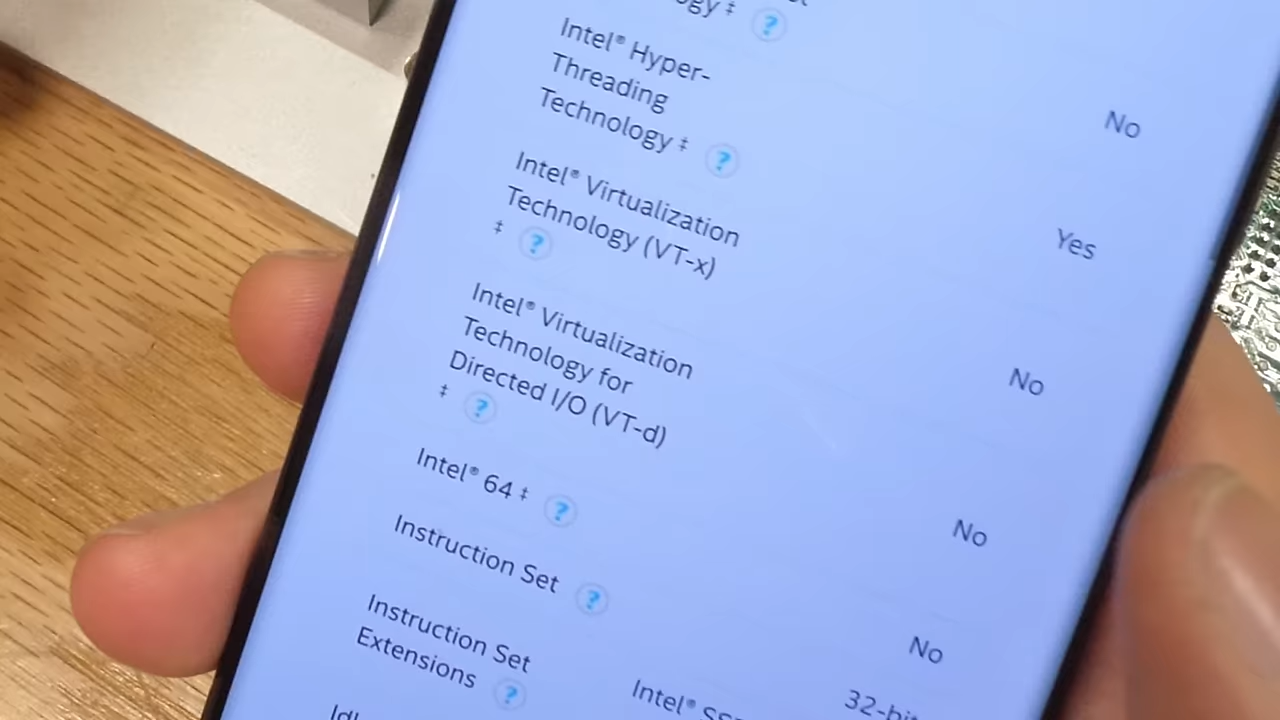 ‡ No
Intel® Hyper-
Threading
Technology ‡ Yes
Intel® Virtualization
Technology (VT-x)
‡ No
Intel® Virtualization
Technology for
Directed I/O (VT-d)
‡ No
Intel® 64 ‡ No
Instruction Set
Instruction Set
Extensions Intel®